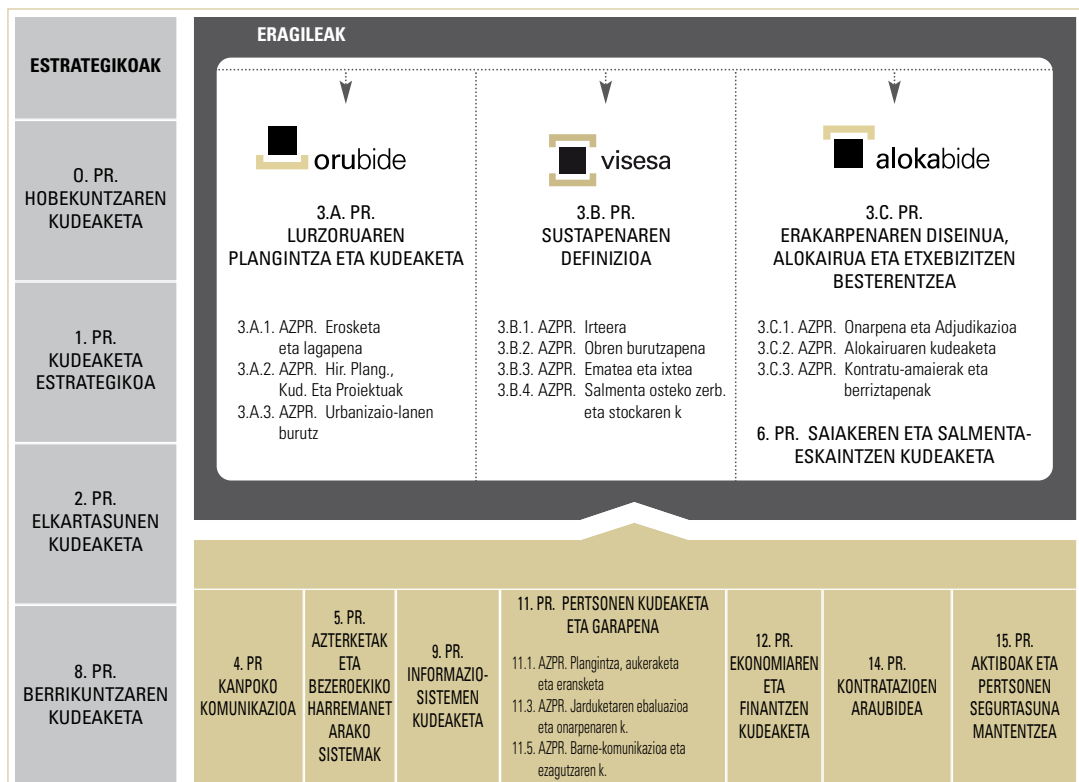 ESTRATEGIKOAK
0. PR.
HOBEKUNTZAREN
KUDEAKETA
1. PR.
KUDEAKETA
ESTRATEGIKOA
2. PR.
ELKARTASUNEN
KUDEAKETA
8. PR.
BERRIKUNTZAREN
KUDEAKETA
ERAGILEAK
orubide
3.A. PR.
LURZORUAREN
PLANGINTZA ETA KUDEAKETA
3.A.1. AZPR. Erosketa
eta lagapena
3.A.2. AZPR. Hir. Plang.,
Kud. Eta Proiektuak
3.A.3. AZPR. Urbanizaio-lanen
burutz
visesa
3.B. PR.
SUSTAPENAREN
DEFINIZIOA
3.B.1. AZPR. Irteera
3.B.2. AZPR. Obren burutzapena
3.B.3. AZPR. Ematea eta ixtea
3.B.4. AZPR. Salmenta osteko zerb.
eta stockaren k
alokabide
3.C. PR.
ERAKARPENAREN DISEINUA,
ALOKAIRUA ETA ETXEBIZITZEN
BESTERENTZEA
3.C.1. AZPR. Onarpena eta Adjudikazioa
3.C.2. AZPR. Alokairuaren kudeaketa
3.C.3. AZPR. Kontratu-amaierak eta
berriztapenak
6. PR. SAIAKEREN ETA SALMENTA-
ESKAINTZEN KUDEAKETA
4. PR
KANPOKO
KOMUNIKAZIOA
5. PR.
AZTERKETAK
ETA
BEZEROEKIKO
HARREMANET
ARAKO
SISTEMAK
9. PR.
INFORMAZIO-
SISTEMEN
KUDEAKETA
11. PR. PERTSONEN KUDEAKETA
ETA GARAPENA
11.1. AZPR. Plangintza, aukeraketa
eta eransketa
11.3. AZPR. Jarduketaren ebaluazioa
eta onarpenaren k.
11.5. AZPR. Barne-komunikazioa eta
ezagutzaren k.
12. PR.
EKONOMIAREN
ETA
FINANTZEN
KUDEAKETA
14. PR.
KONTRATAZIOEN
ARAUBIDEA
15. PR.
AKTIBOAK ETA
PERTSONEN
SEGURTASUNA
MANTENTZEA